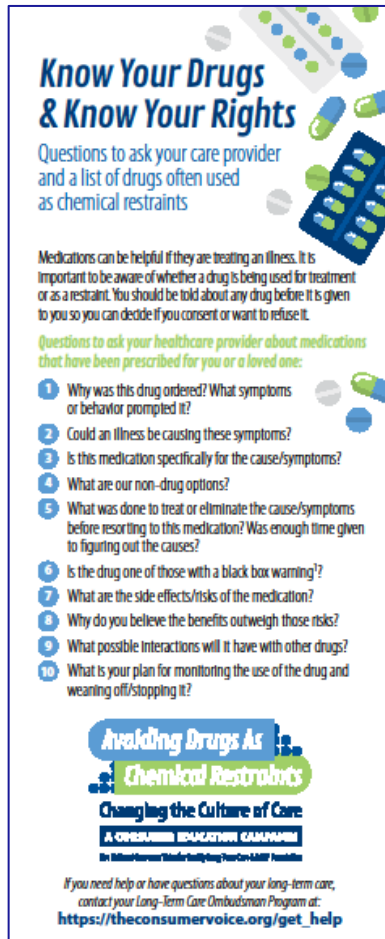 Know Your Drugs
& Know Your Rights
Questions to ask your care provider
and a list of drugs often used
as chemical restraints
Medications can be helpful if they are treating an illness. It is
important to be aware of whether a drug is being used for treatment
or as a restraint. You should be told about any drug before it is given
to you so you can decide if you consent or want to refuse it.
Questions to ask your healthcare provider about medications
that have been prescribed for you or a loved one:
1 Why was this drug ordered? What symptoms
or behavior prompted it?
2 Could an illness be causing these symptoms?
3 Is this medication specifically for the cause/symptoms?
4 What are our non-drug options?
5 What was done to treat or eliminate the cause/symptoms
before resorting to this medication? Was enough time given
to figuring out the causes?
6 Is the drug one of those with a black box warning¹?
7 What are the side effects/risks of the medication?
8 Why do you believe the benefits outweigh those risks?
9 What possible interactions will it have with other drugs?
10 What is your plan for monitoring the use of the drug and
weaning off/stopping it?
Avoiding Drugs As
Chemical Restraints
Changing the Culture of Care
A CONSUMER EDUCATION CAMPAIGN
If you need help or have questions about your long-term care,
contact your Long-Term Care Ombudsman Program at:
https://theconsumervoice.org/get_help